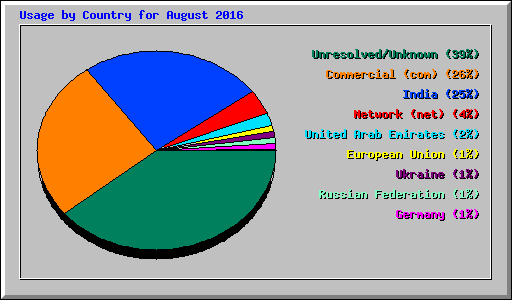 Usage by Country for August 2016
Unresolved/Unknown (39%)
Commercial (com) (26%)
India (25%)
Network (net) (4%)
United Arab Emirates (2%)
European Union (1%)
Ukraine (1%)
Russian Federation (1%)
Germany (1%)